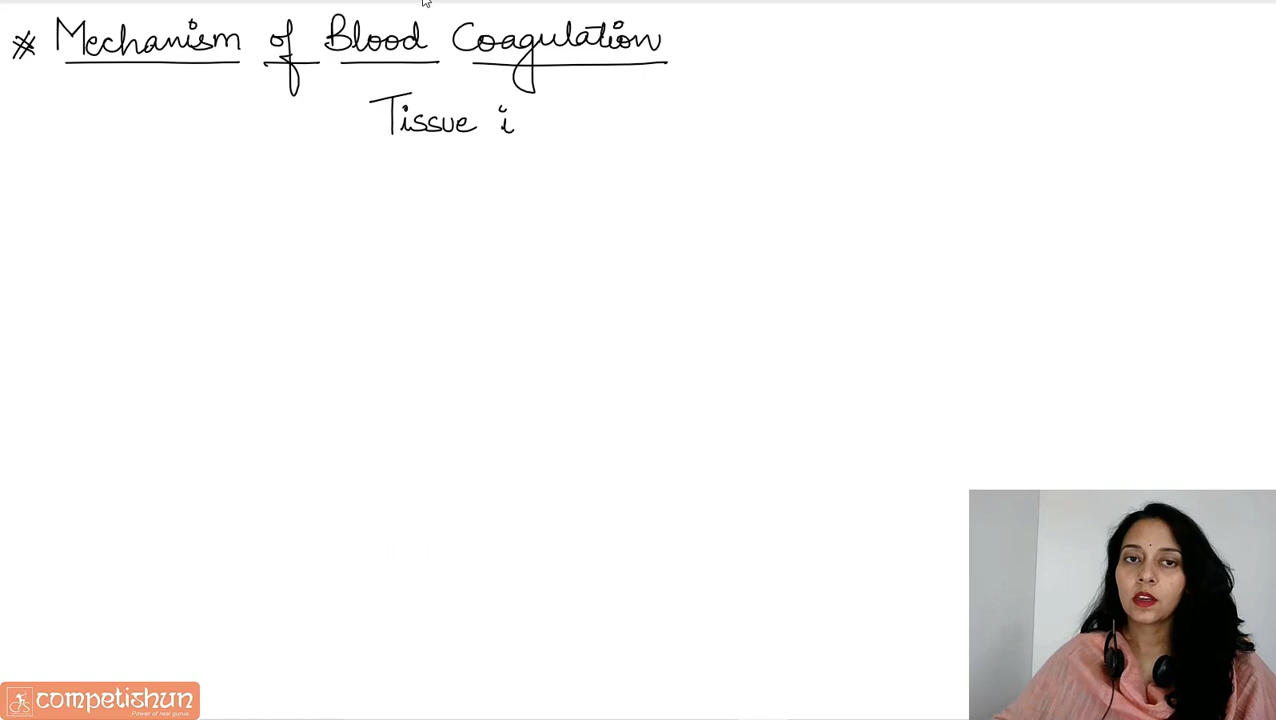 * Mechanism of Blood Coagulation
Tissue i
competishun
Power of real gurus